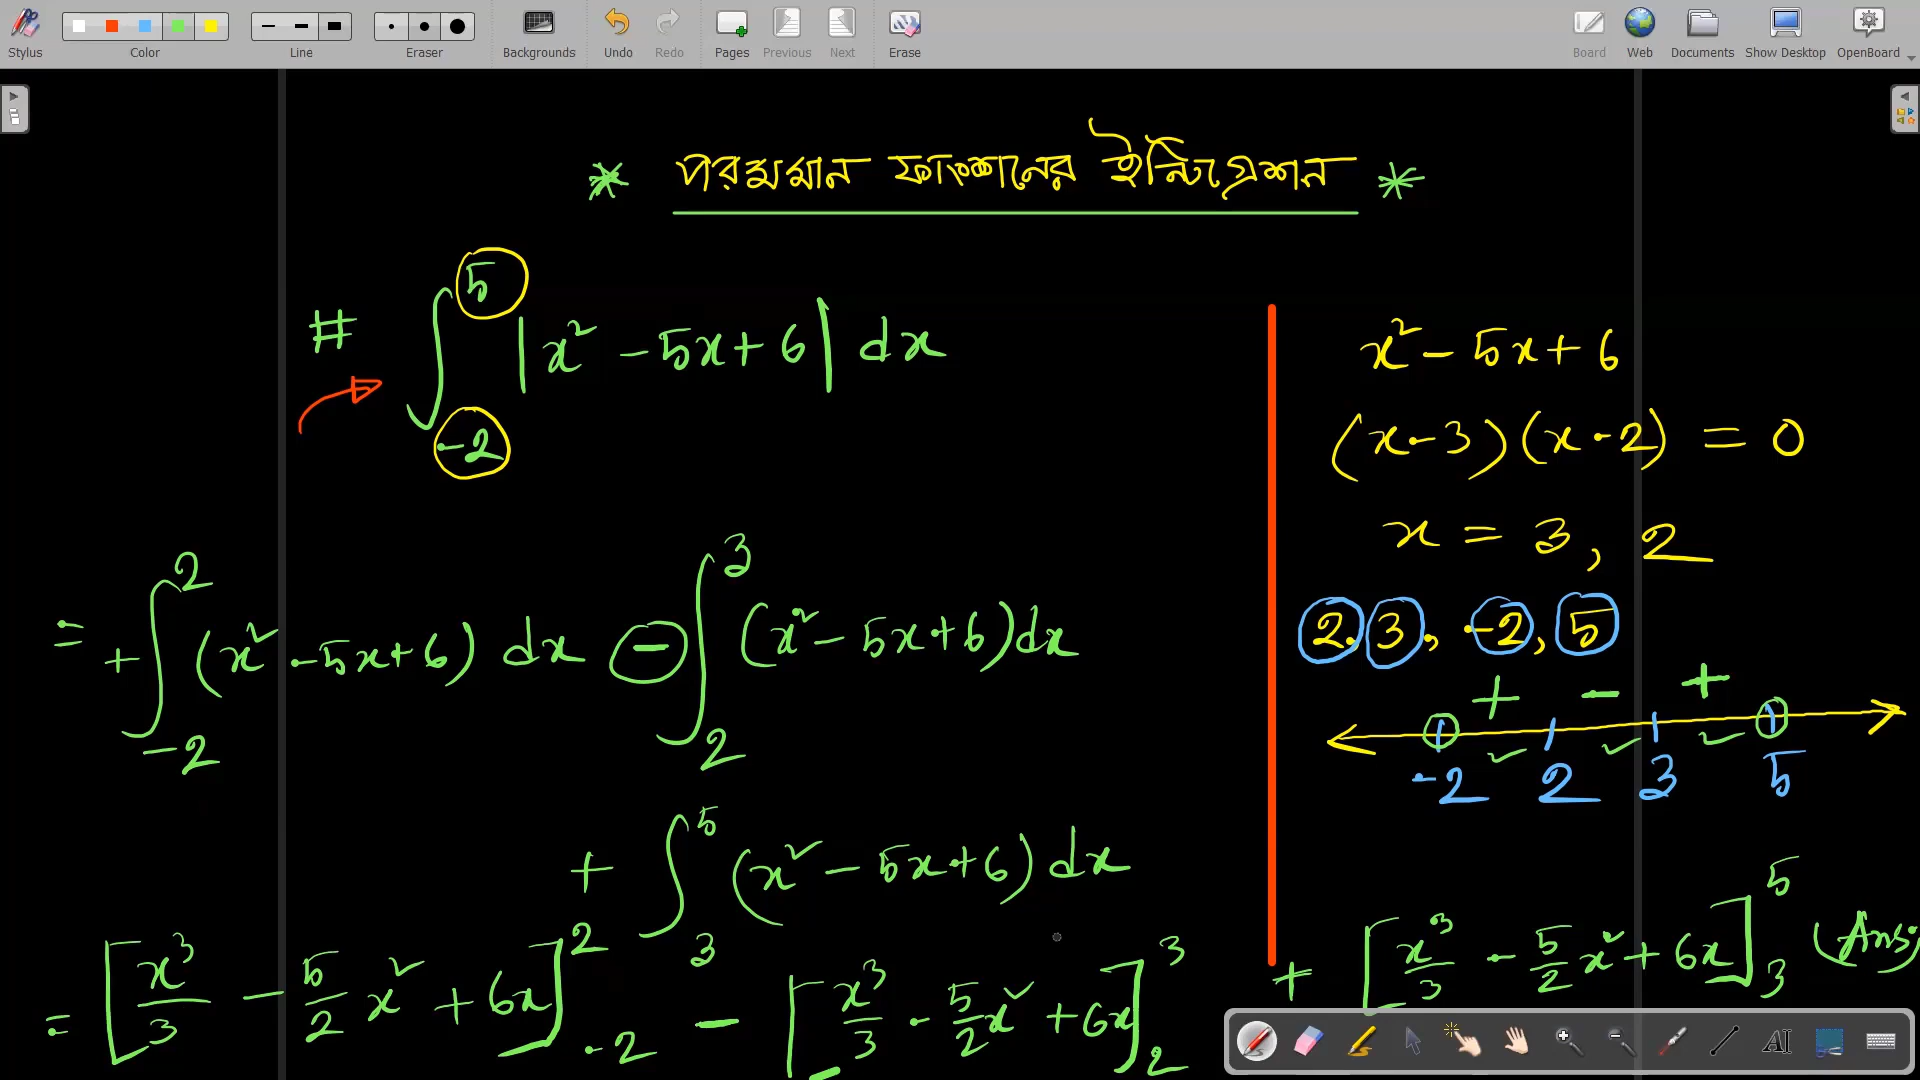 Stylus Color Line Eraser Backgrounds Undo Redo Pages Previous Next Erase Board Web Documents Show Desktop OpenBoard
* পরমমান ফাংশনের ইন্টিগ্রেশন *
# ∫_{-2}^{5} |x² - 5x + 6| dx
= + ∫_{-2}^{2} (x² - 5x + 6) dx - ∫_{2}^{3} (x² - 5x + 6) dx
+ ∫_{3}^{5} (x² - 5x + 6) dx
= [x³/3 - 5/2 x² + 6x]_{-2}^{2} - [x³/3 - 5/2 x² + 6x]_{2}^{3}
x² - 5x + 6
(x - 3)(x - 2) = 0
x = 3, 2
2, 3, -2, 5
+ - +
-2 2 3 5
+ [x³/3 - 5/2 x² + 6x]_{3}^{5} (Ans:
AI